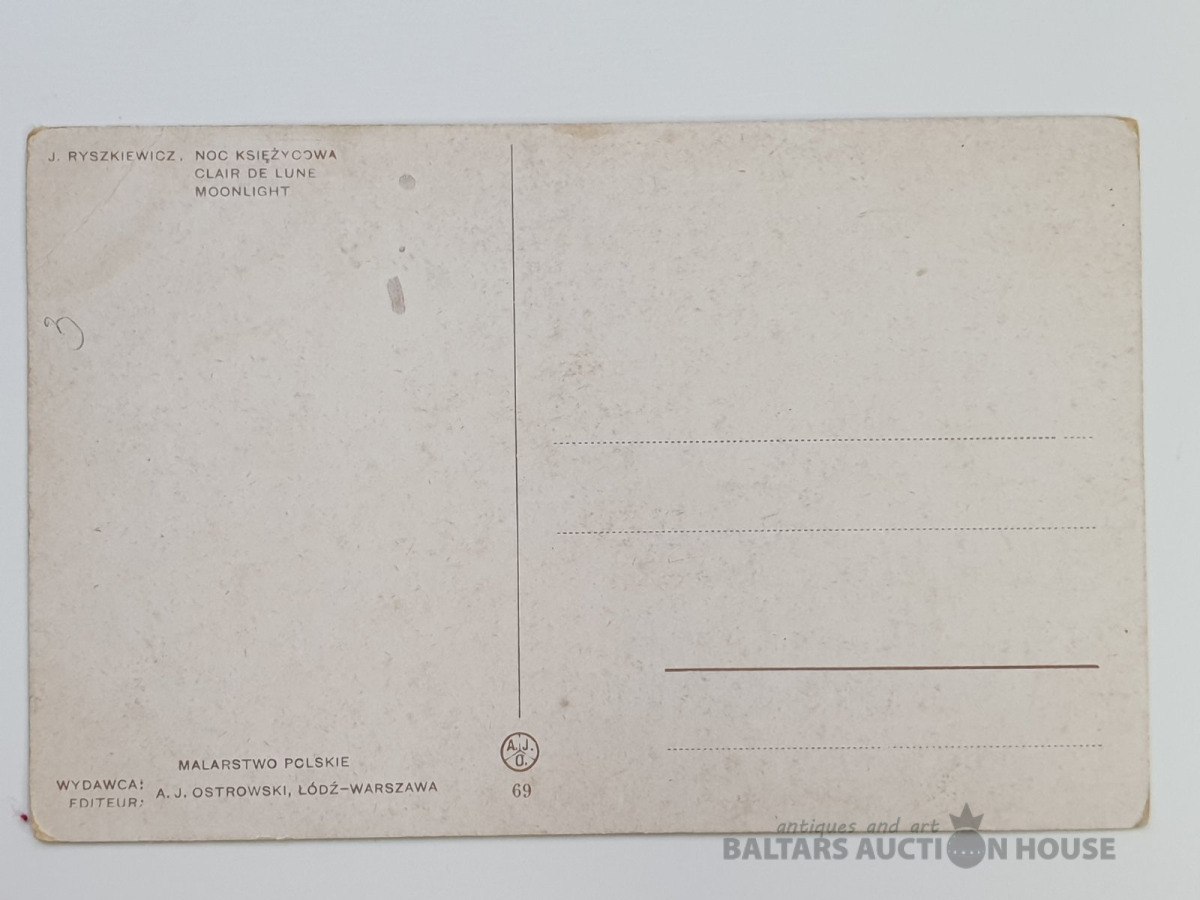 J. RYSZKIEWICZ. NOC KSIĘŻYCOWA
CLAIR DE LUNE
MOONLIGHT
3
MALARSTWO POLSKIE
WYDAWCA:
EDITEUR:
A. J. OSTROWSKI, ŁÓDŹ–WARSZAWA
A. J.
O.
69
antiques and art
BALTARS AUCTION HOUSE